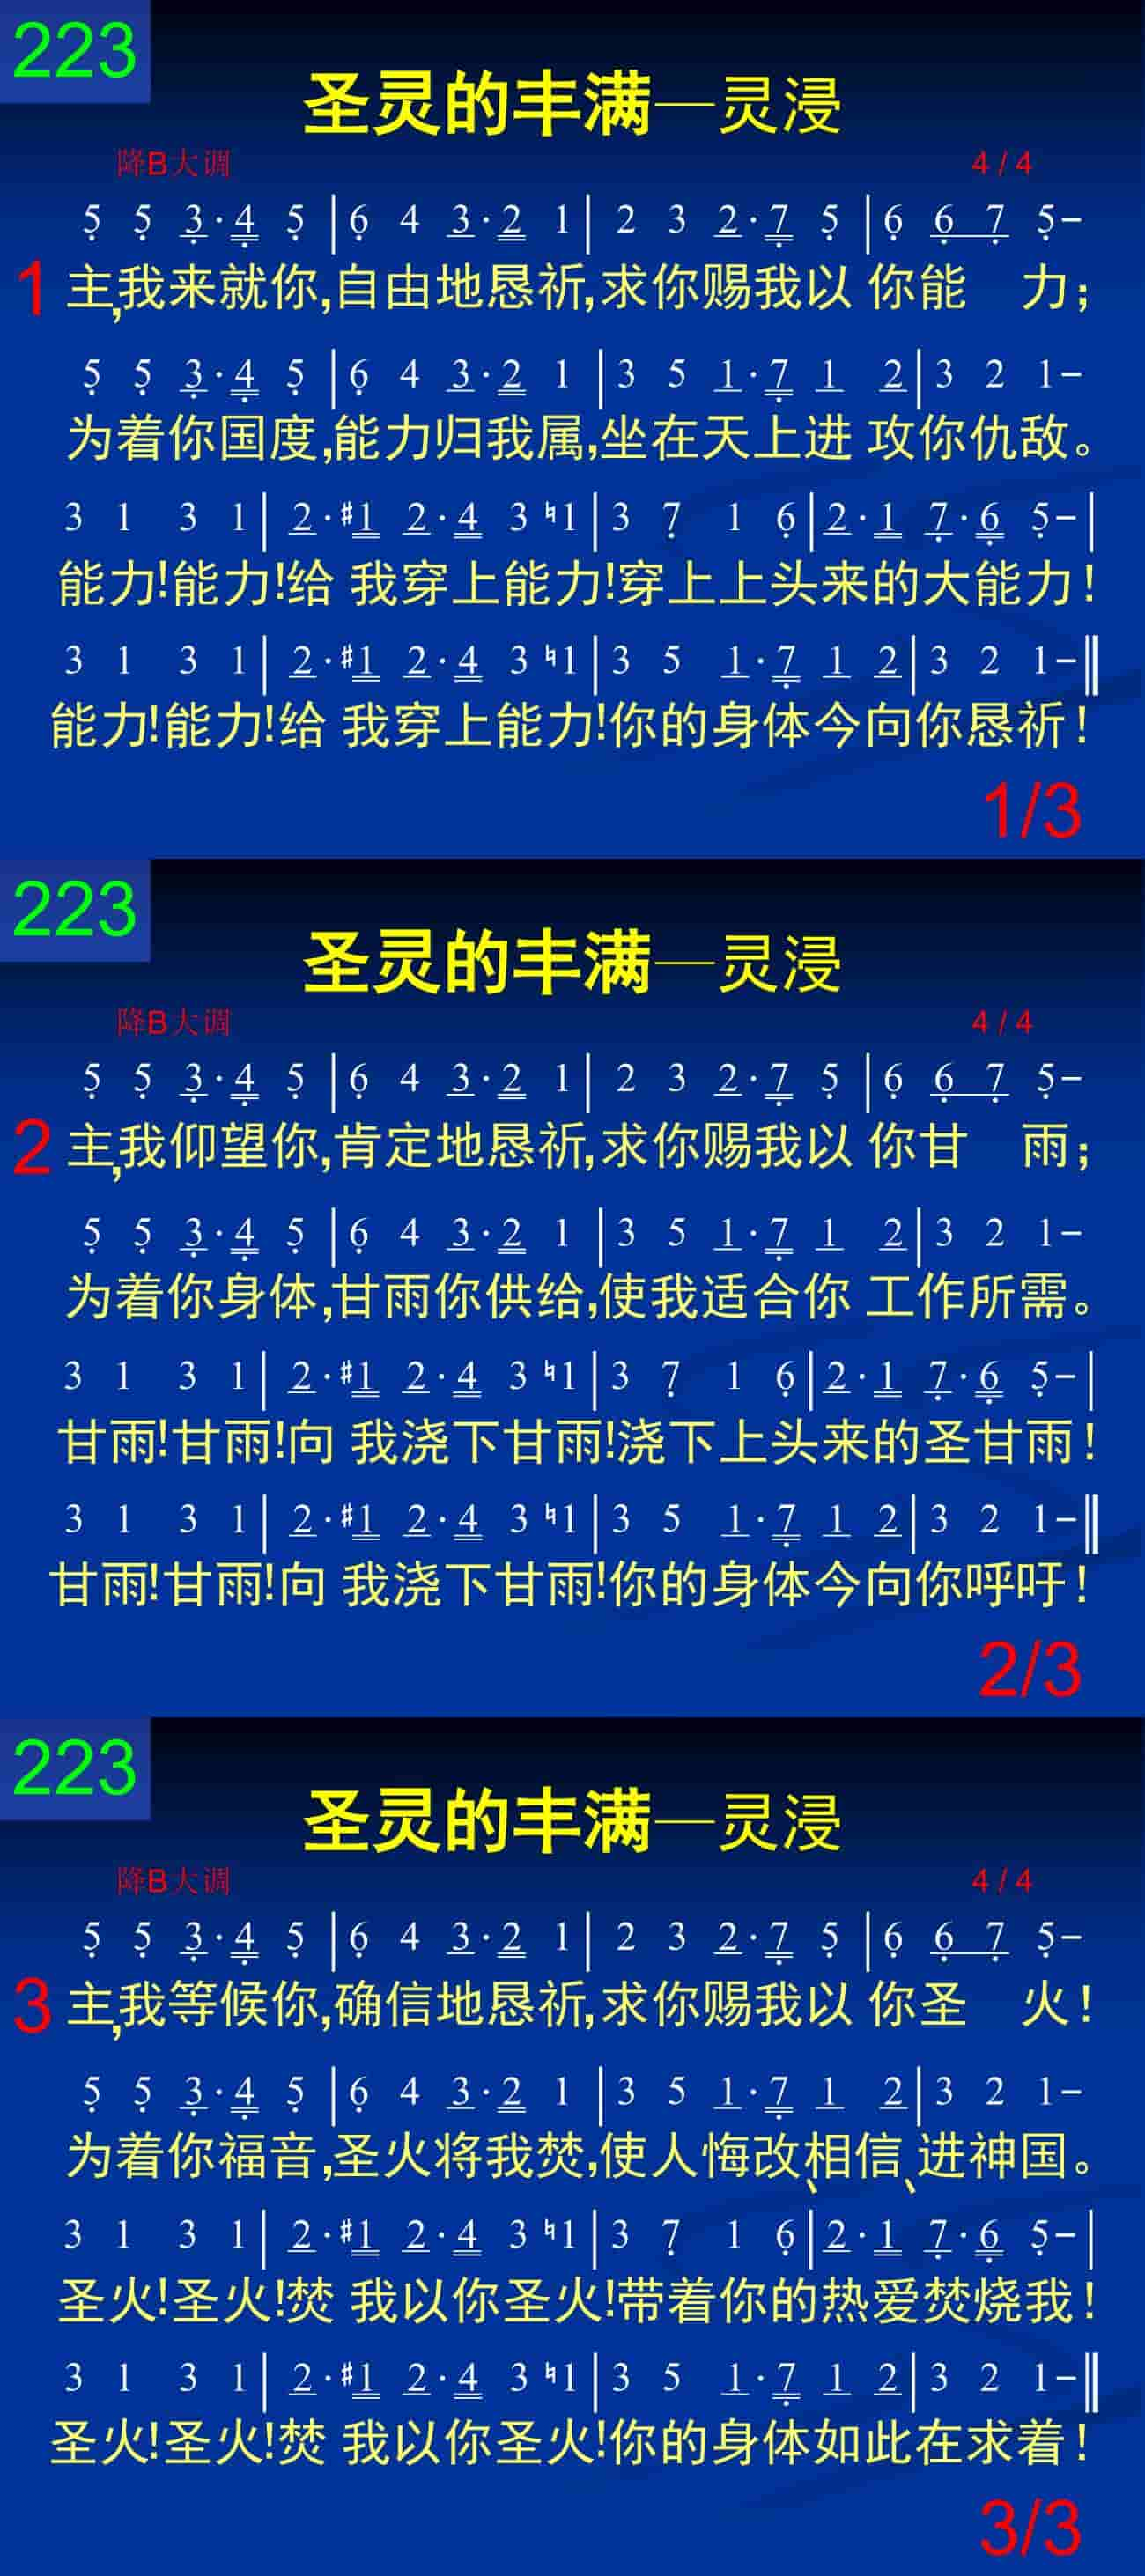 223
圣灵的丰满—灵浸
降B大调 4/4
5 5 3·4 5 |6 4 3·2 1| 2 3 2·7 5 |6 6 7 5-
1 主,我来就你,自由地恳祈,求你赐我以 你能 力;
5 5 3·4 5 |6 4 3·2 1 |3 5 1·7 1 2|3 2 1-
为着你国度,能力归我属,坐在天上进 攻你仇敌。
3 1 3 1| 2·#1 2·4 3 ♮1|3 7 1 6|2·1 7·6 5-|
能力!能力!给 我穿上能力!穿上上头来的大能力!
3 1 3 1| 2·#1 2·4 3 ♮1|3 5 1·7 1 2|3 2 1-‖
能力!能力!给 我穿上能力!你的身体今向你恳祈!
1/3
223
圣灵的丰满—灵浸
降B大调 4/4
5 5 3·4 5 |6 4 3·2 1| 2 3 2·7 5 |6 6 7 5-
2 主,我仰望你,肯定地恳祈,求你赐我以 你甘 雨;
5 5 3·4 5 |6 4 3·2 1 |3 5 1·7 1 2|3 2 1-
为着你身体,甘雨你供给,使我适合你 工作所需。
3 1 3 1| 2·#1 2·4 3 ♮1|3 7 1 6|2·1 7·6 5-|
甘雨!甘雨!向 我浇下甘雨!浇下上头来的圣甘雨!
3 1 3 1| 2·#1 2·4 3 ♮1|3 5 1·7 1 2|3 2 1-‖
甘雨!甘雨!向 我浇下甘雨!你的身体今向你呼吁!
2/3
223
圣灵的丰满—灵浸
降B大调 4/4
5 5 3·4 5 |6 4 3·2 1| 2 3 2·7 5 |6 6 7 5-
3 主,我等候你,确信地恳祈,求你赐我以 你圣 火!
5 5 3·4 5 |6 4 3·2 1 |3 5 1·7 1 2|3 2 1-
为着你福音,圣火将我焚,使人悔改、相信、进神国。
3 1 3 1| 2·#1 2·4 3 ♮1|3 7 1 6|2·1 7·6 5-|
圣火!圣火!焚 我以你圣火!带着你的热爱焚烧我!
3 1 3 1| 2·#1 2·4 3 ♮1|3 5 1·7 1 2|3 2 1-‖
圣火!圣火!焚 我以你圣火!你的身体如此在求着!
3/3